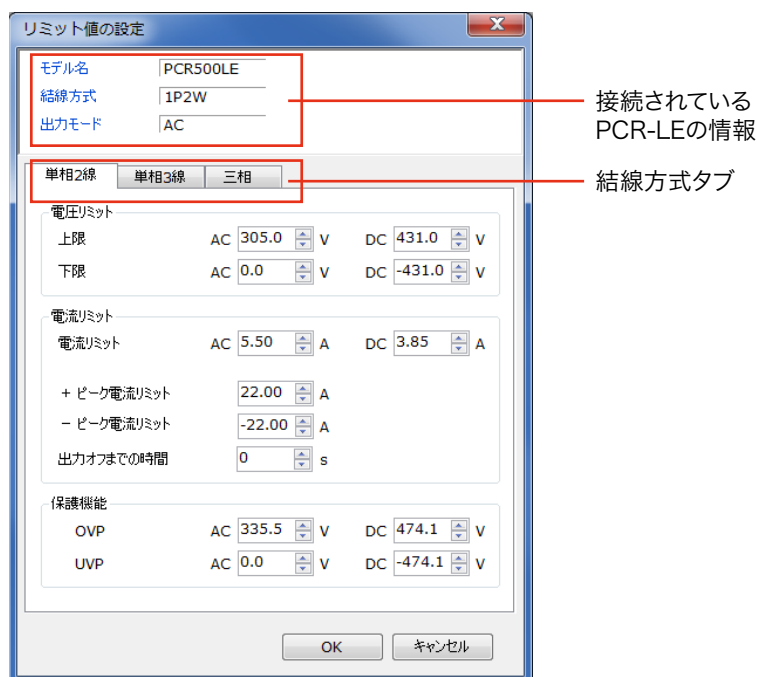 リミット値の設定
モデル名 PCR500LE
結線方式 1P2W
出力モード AC
接続されている
PCR-LEの情報
単相2線 単相3線 三相
結線方式タブ
電圧リミット
上限 AC 305.0 V DC 431.0 V
下限 AC 0.0 V DC -431.0 V
電流リミット
電流リミット AC 5.50 A DC 3.85 A
+ ピーク電流リミット 22.00 A
- ピーク電流リミット -22.00 A
出力オフまでの時間 0 s
保護機能
OVP AC 335.5 V DC 474.1 V
UVP AC 0.0 V DC -474.1 V
OK キャンセル